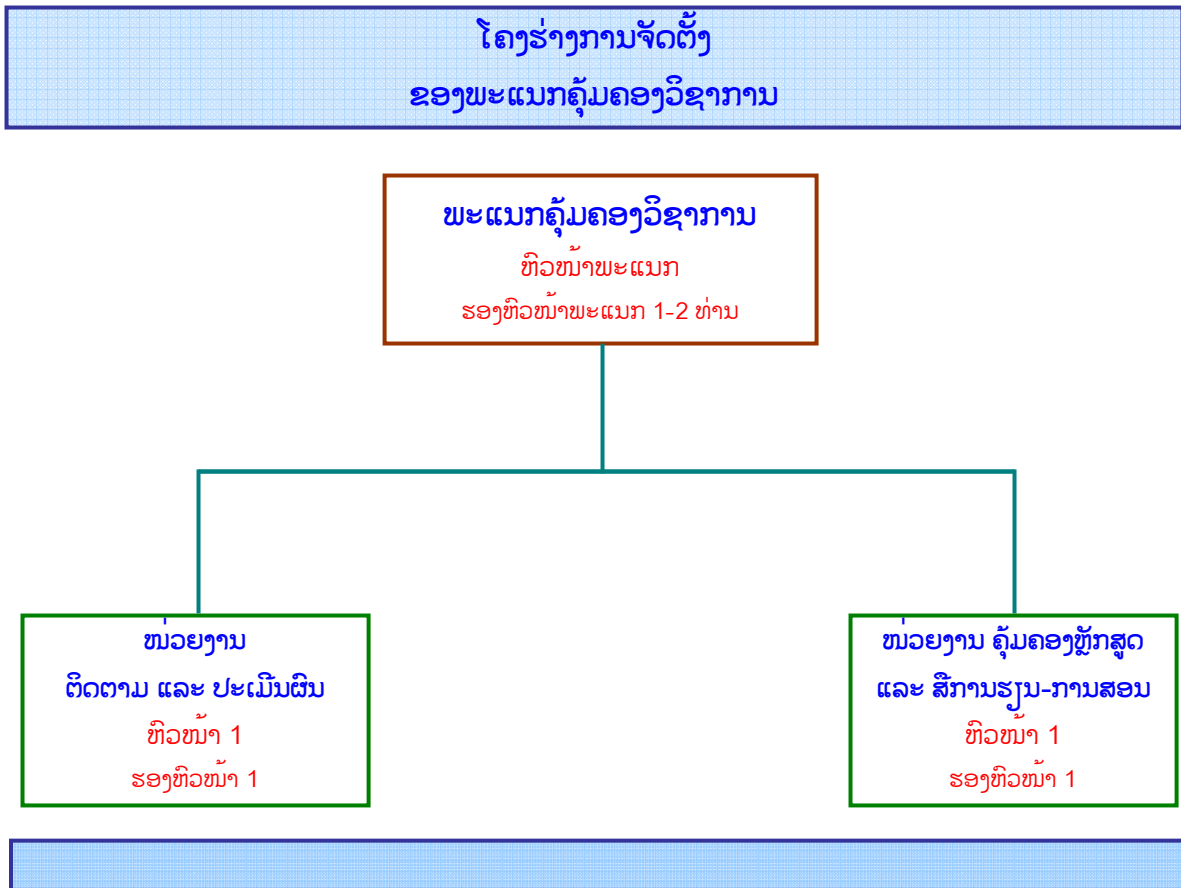 ໂຄງຮ່າງການຈັດຕັ້ງ
ຂອງພະແນກຄຸ້ມຄອງວິຊາການ
ພະແນກຄຸ້ມຄອງວິຊາການ
ຫົວໜ້າພະແນກ
ຮອງຫົວໜ້າພະແນກ 1-2 ທ່ານ
ໜ່ວຍງານ
ຕິດຕາມ ແລະ ປະເມີນຜົນ
ຫົວໜ້າ 1
ຮອງຫົວໜ້າ 1
ໜ່ວຍງານ ຄຸ້ມຄອງຫຼັກສູດ
ແລະ ສືການຮຽນ-ການສອນ
ຫົວໜ້າ 1
ຮອງຫົວໜ້າ 1